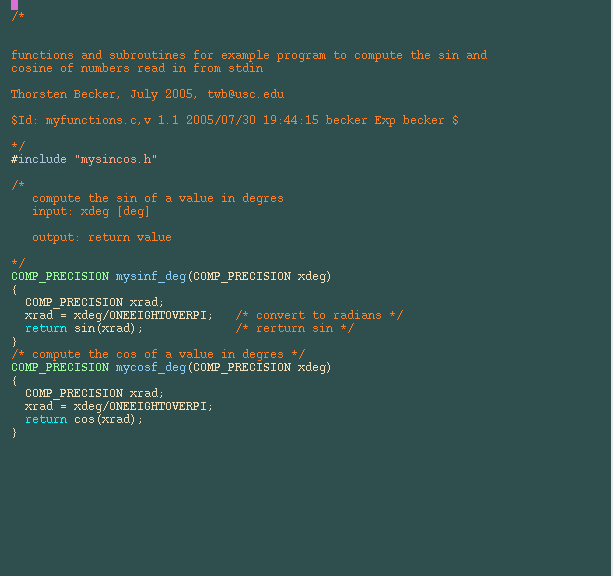 /*
functions and subroutines for example program to compute the sin and
cosine of numbers read in from stdin
Thorsten Becker, July 2005, twb@usc.edu
$Id: myfunctions.c,v 1.1 2005/07/30 19:44:15 becker Exp becker $
*/
#include "mysincos.h"
/*
compute the sin of a value in degres
input: xdeg [deg]
output: return value
*/
COMP_PRECISION mysinf_deg(COMP_PRECISION xdeg)
{
COMP_PRECISION xrad;
xrad = xdeg/ONEEIGHTOVERPI; /* convert to radians */
return sin(xrad); /* rerturn sin */
}
/* compute the cos of a value in degres */
COMP_PRECISION mycosf_deg(COMP_PRECISION xdeg)
{
COMP_PRECISION xrad;
xrad = xdeg/ONEEIGHTOVERPI;
return cos(xrad);
}